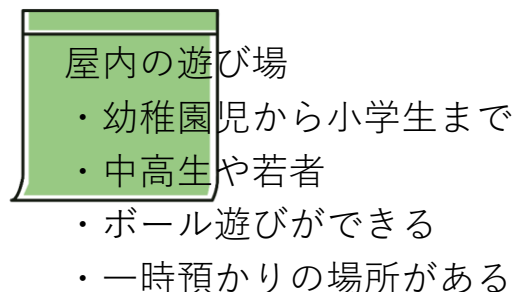 屋内の遊び場
・幼稚園児から小学生まで
・中高生や若者
・ボール遊びができる
・一時預かりの場所がある